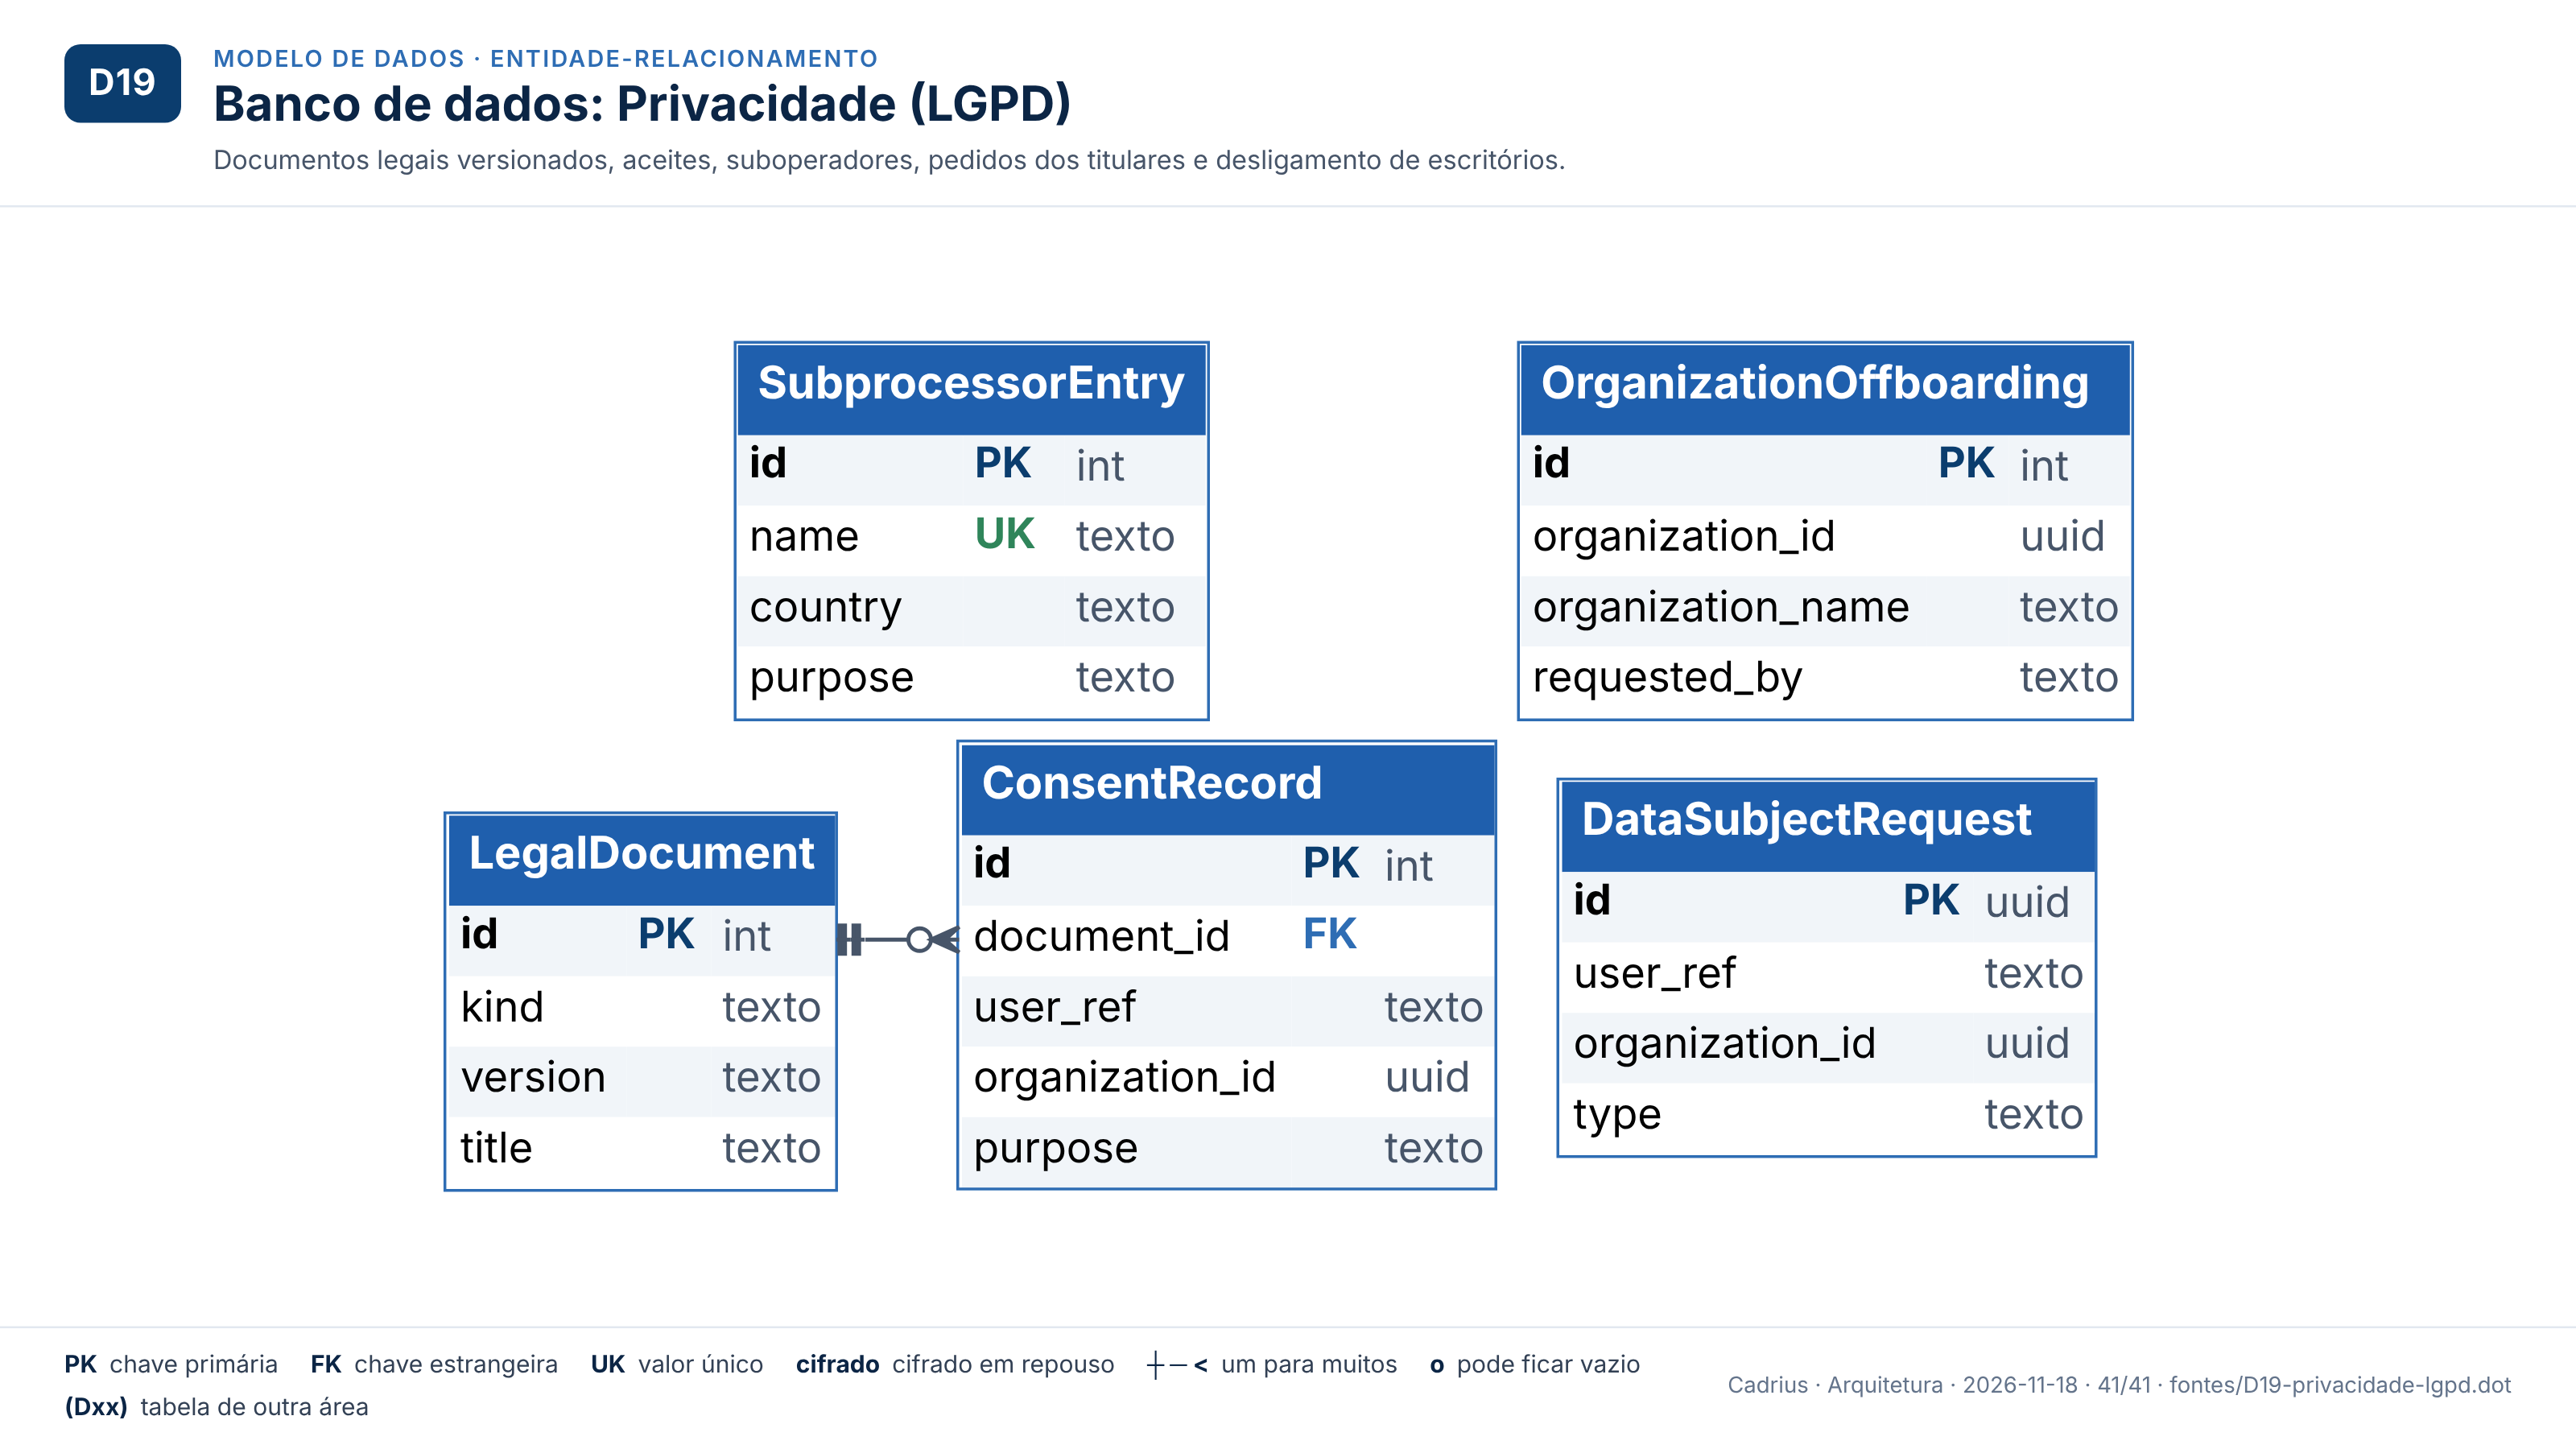 D19
MODELO DE DADOS · ENTIDADE-RELACIONAMENTO
Banco de dados: Privacidade (LGPD)
Documentos legais versionados, aceites, suboperadores, pedidos dos titulares e desligamento de escritórios.
SubprocessorEntry
id PK int
name UK texto
country texto
purpose texto
OrganizationOffboarding
id PK int
organization_id uuid
organization_name texto
requested_by texto
LegalDocument
id PK int
kind texto
version texto
title texto
ConsentRecord
id PK int
document_id FK
user_ref texto
organization_id uuid
purpose texto
DataSubjectRequest
id PK uuid
user_ref texto
organization_id uuid
type texto
PK chave primária FK chave estrangeira UK valor único cifrado cifrado em repouso ┼─< um para muitos o pode ficar vazio
(Dxx) tabela de outra área
Cadrius · Arquitetura · 2026-11-18 · 41/41 · fontes/D19-privacidade-lgpd.dot